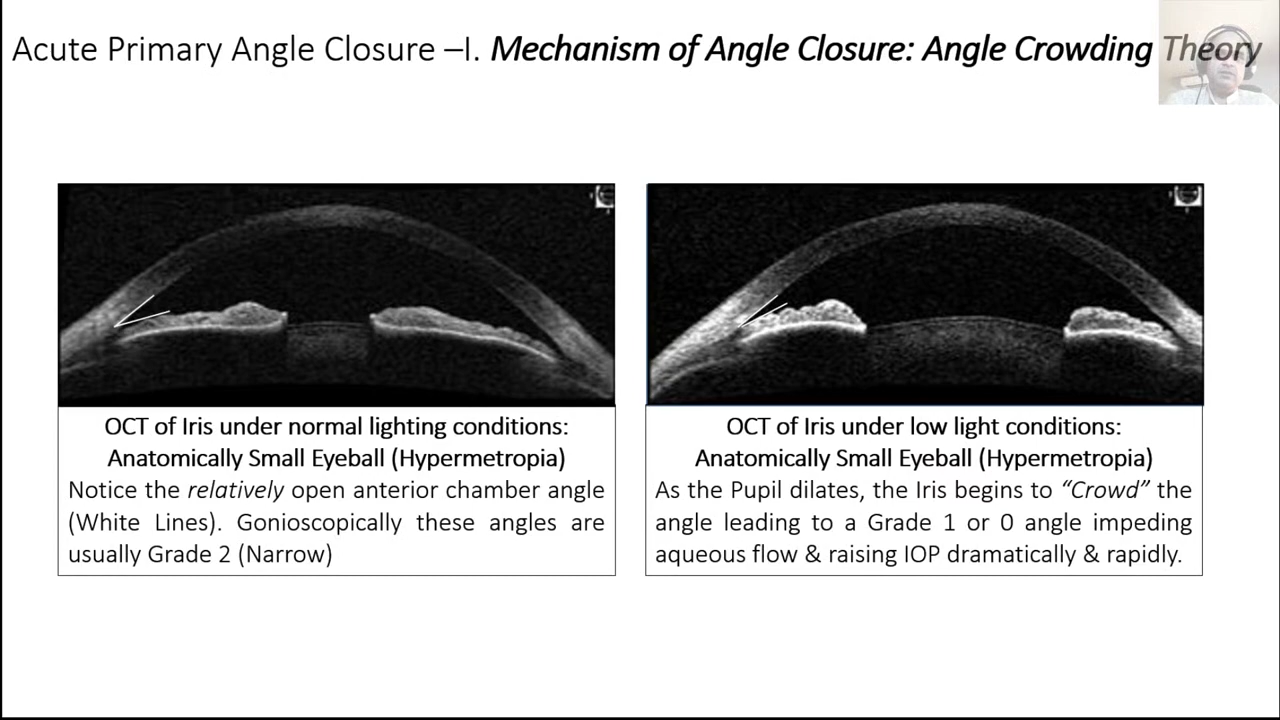 Acute Primary Angle Closure –I. Mechanism of Angle Closure: Angle Crowding Theory
OCT of Iris under normal lighting conditions:
Anatomically Small Eyeball (Hypermetropia)
Notice the relatively open anterior chamber angle
(White Lines). Gonioscopically these angles are
usually Grade 2 (Narrow)
OCT of Iris under low light conditions:
Anatomically Small Eyeball (Hypermetropia)
As the Pupil dilates, the Iris begins to “Crowd” the
angle leading to a Grade 1 or 0 angle impeding
aqueous flow & raising IOP dramatically & rapidly.